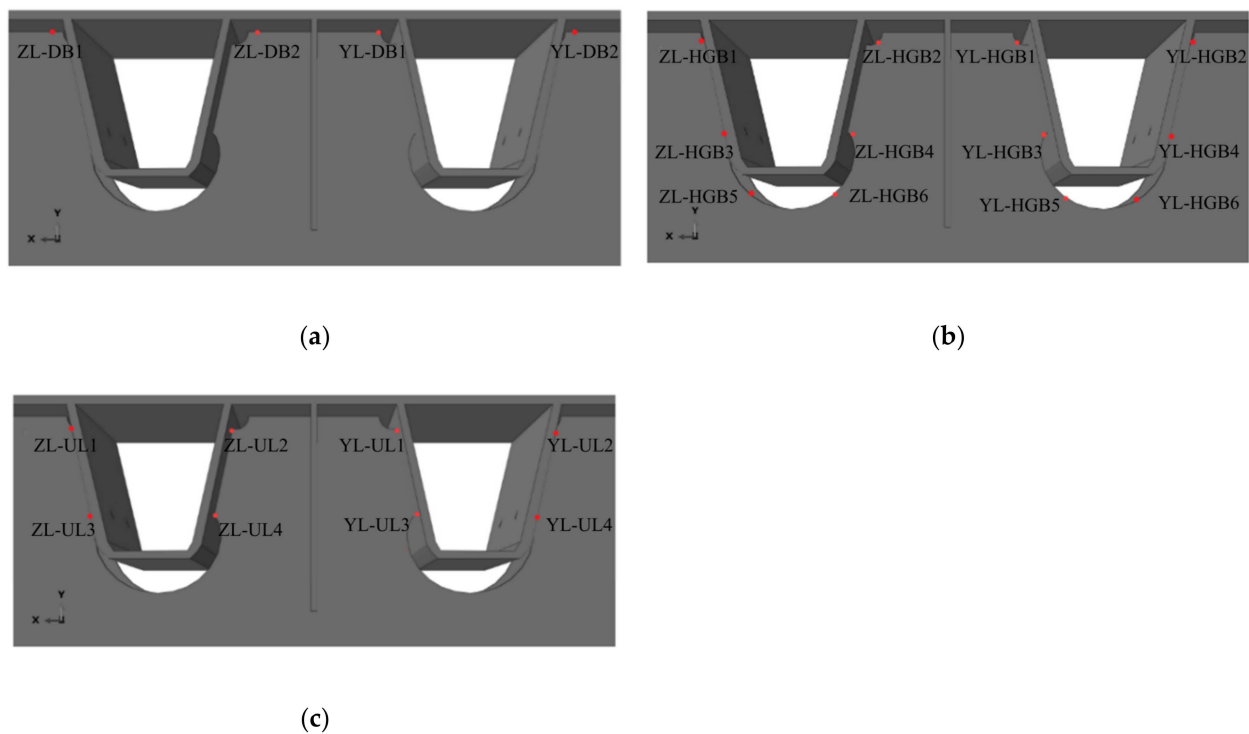 ZL-DB1 ZL-DB2 YL-DB1 YL-DB2
Y
X
(a)
ZL-HGB1 ZL-HGB2 YL-HGB1 YL-HGB2
ZL-HGB3 ZL-HGB4 YL-HGB3 YL-HGB4
ZL-HGB5 ZL-HGB6 YL-HGB5 YL-HGB6
Y
X
(b)
ZL-UL1 ZL-UL2 YL-UL1 YL-UL2
ZL-UL3 ZL-UL4 YL-UL3 YL-UL4
Y
X
(c)